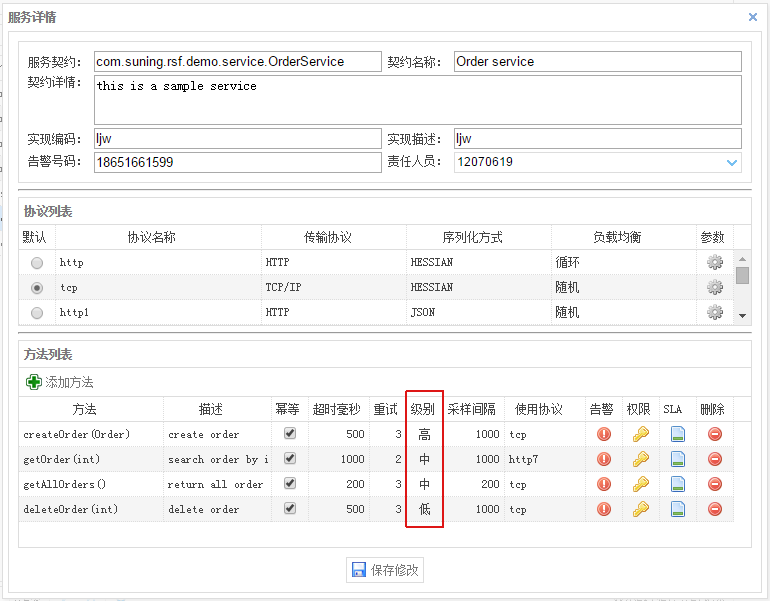 服务详情
服务契约: com.suning.rsf.demo.service.OrderService 契约名称: Order service
契约详情: this is a sample service
实现编码: ljw 实现描述: ljw
告警号码: 18651661599 责任人员: 12070619
协议列表
默认 协议名称 传输协议 序列化方式 负载均衡 参数
http HTTP HESSIAN 循环
tcp TCP/IP HESSIAN 随机
http1 HTTP JSON 随机
方法列表
添加方法
方法 描述 幂等 超时毫秒 重试 级别 采样间隔 使用协议 告警 权限 SLA 删除
createOrder(Order) create order 500 3 高 1000 tcp
getOrder(int) search order by i 1000 2 中 1000 http7
getAllOrders() return all order 200 3 中 200 tcp
deleteOrder(int) delete order 500 3 低 1000 tcp
保存修改